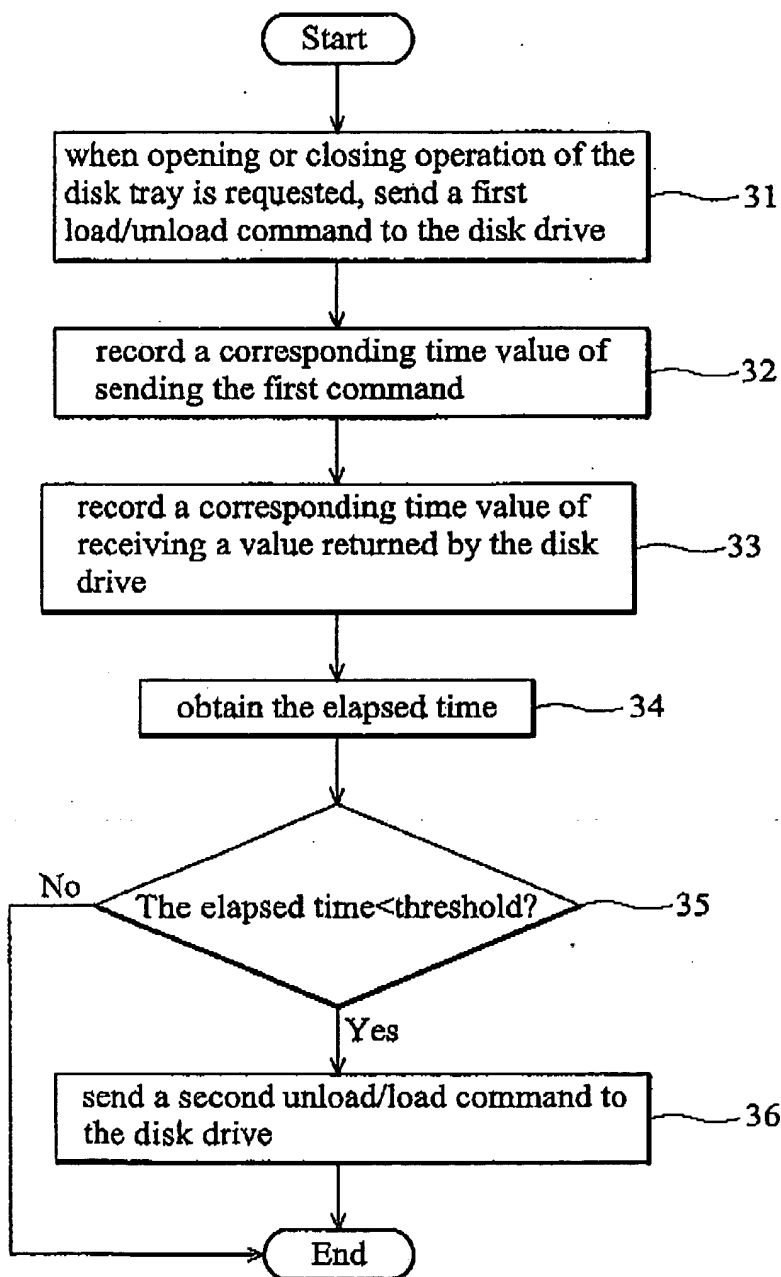 Start
when opening or closing operation of the
disk tray is requested, send a first
load/unload command to the disk drive
31
record a corresponding time value of
sending the first command
32
record a corresponding time value of
receiving a value returned by the disk
drive
33
obtain the elapsed time
34
No
The elapsed time<threshold?
35
Yes
send a second unload/load command to
the disk drive
36
End